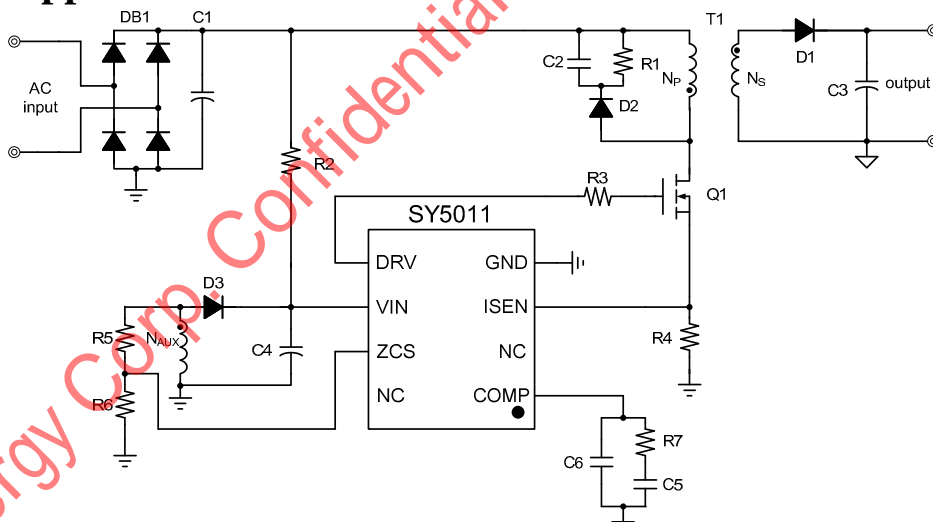 DB1
C1
T1
AC
input
C2
R1
NP
D2
NS
D1
C3
output
R2
R3
Q1
SY5011
DRV
GND
D3
VIN
ISEN
R5
NAUX
C4
R4
ZCS
NC
R6
NC
COMP
R7
C6
C5
ergy Corp. Confidential